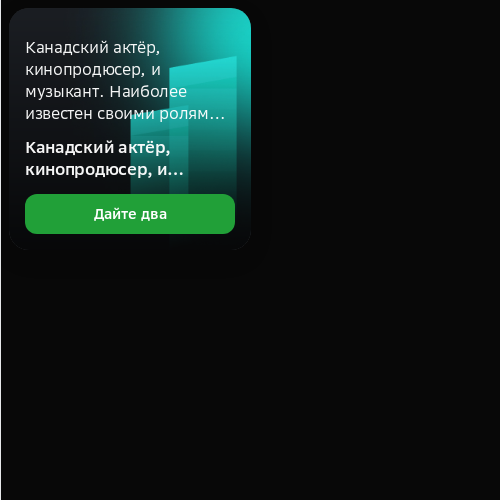 Канадский актёр,
кинопродюсер, и
музыкант. Наиболее
известен своими ролям...
Канадский актёр,
кинопродюсер, и...
Дайте два